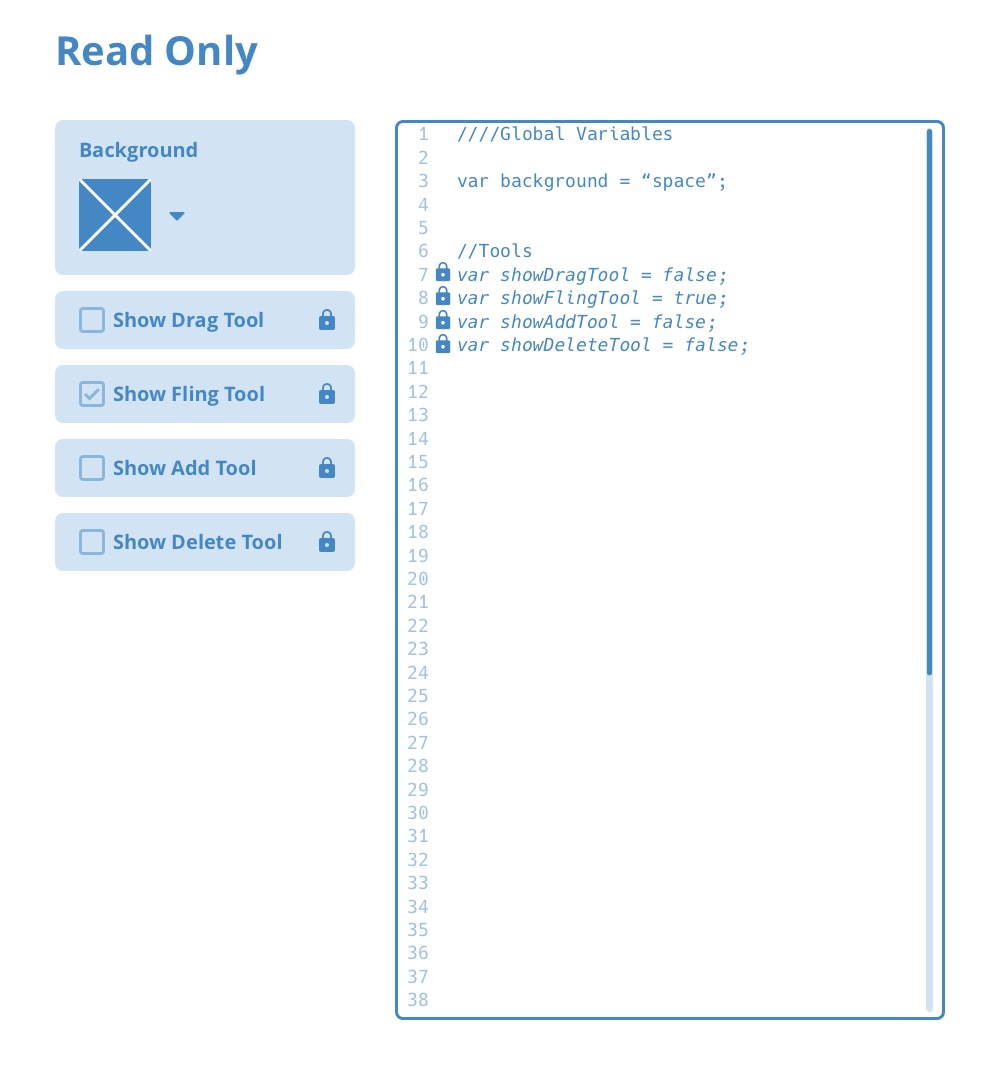 Read Only
Background
Show Drag Tool
Show Fling Tool
Show Add Tool
Show Delete Tool
1 ////Global Variables
2
3 var background = “space”;
4
5
6 //Tools
7 var showDragTool = false;
8 var showFlingTool = true;
9 var showAddTool = false;
10 var showDeleteTool = false;
11
12
13
14
15
16
17
18
19
20
21
22
23
24
25
26
27
28
29
30
31
32
33
34
35
36
37
38